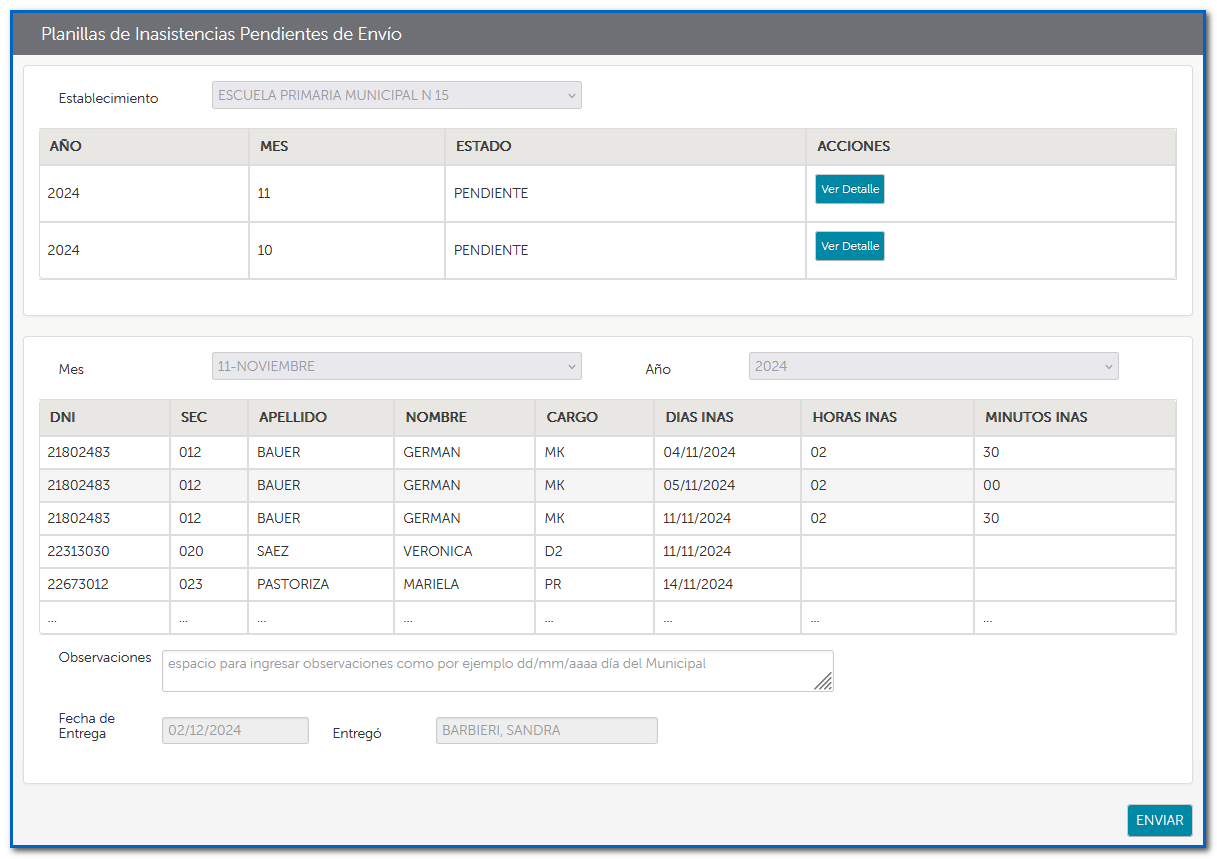 Planillas de Inasistencias Pendientes de Envío
Establecimiento ESCUELA PRIMARIA MUNICIPAL N 15
AÑO MES ESTADO ACCIONES
2024 11 PENDIENTE Ver Detalle
2024 10 PENDIENTE Ver Detalle
Mes 11-NOVIEMBRE Año 2024
DNI SEC APELLIDO NOMBRE CARGO DIAS INAS HORAS INAS MINUTOS INAS
21802483 012 BAUER GERMAN MK 04/11/2024 02 30
21802483 012 BAUER GERMAN MK 05/11/2024 02 00
21802483 012 BAUER GERMAN MK 11/11/2024 02 30
22313030 020 SAEZ VERONICA D2 11/11/2024
22673012 023 PASTORIZA MARIELA PR 14/11/2024
... ... ... ... ... ... ... ...
Observaciones espacio para ingresar observaciones como por ejemplo dd/mm/aaaa día del Municipal
Fecha de
Entrega 02/12/2024 Entregó BARBIERI, SANDRA
ENVIAR